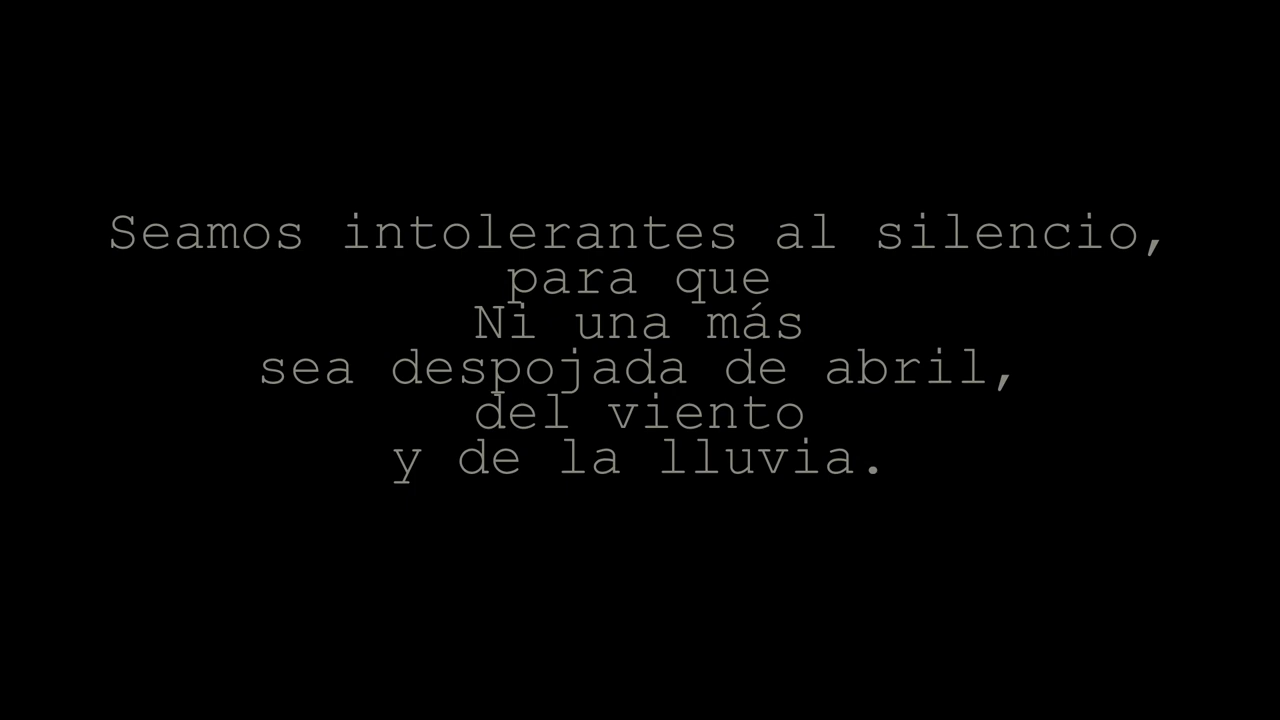 Seamos intolerantes al silencio,
para que
Ni una más
sea despojada de abril,
del viento
y de la lluvia.